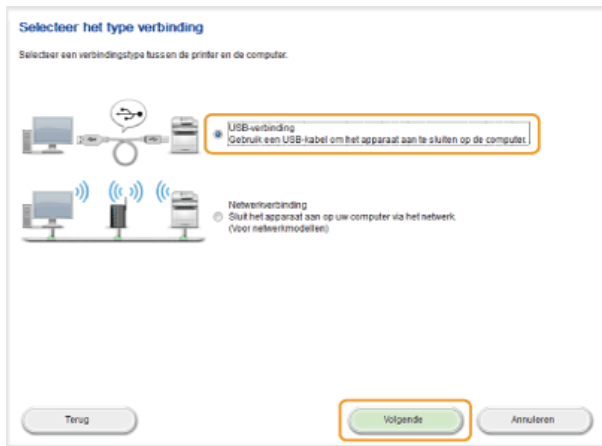 Selecteer het type verbinding
Selecteer een verbindingstype tussen de printer en de computer.
USB-verbinding
Gebruik een USB-kabel om het apparaat aan te sluiten op de computer.
Netwerkverbinding
Sluit het apparaat aan op uw computer via het netwerk.
(Voor netwerkmodellen)
Terug
Volgende
Annuleren